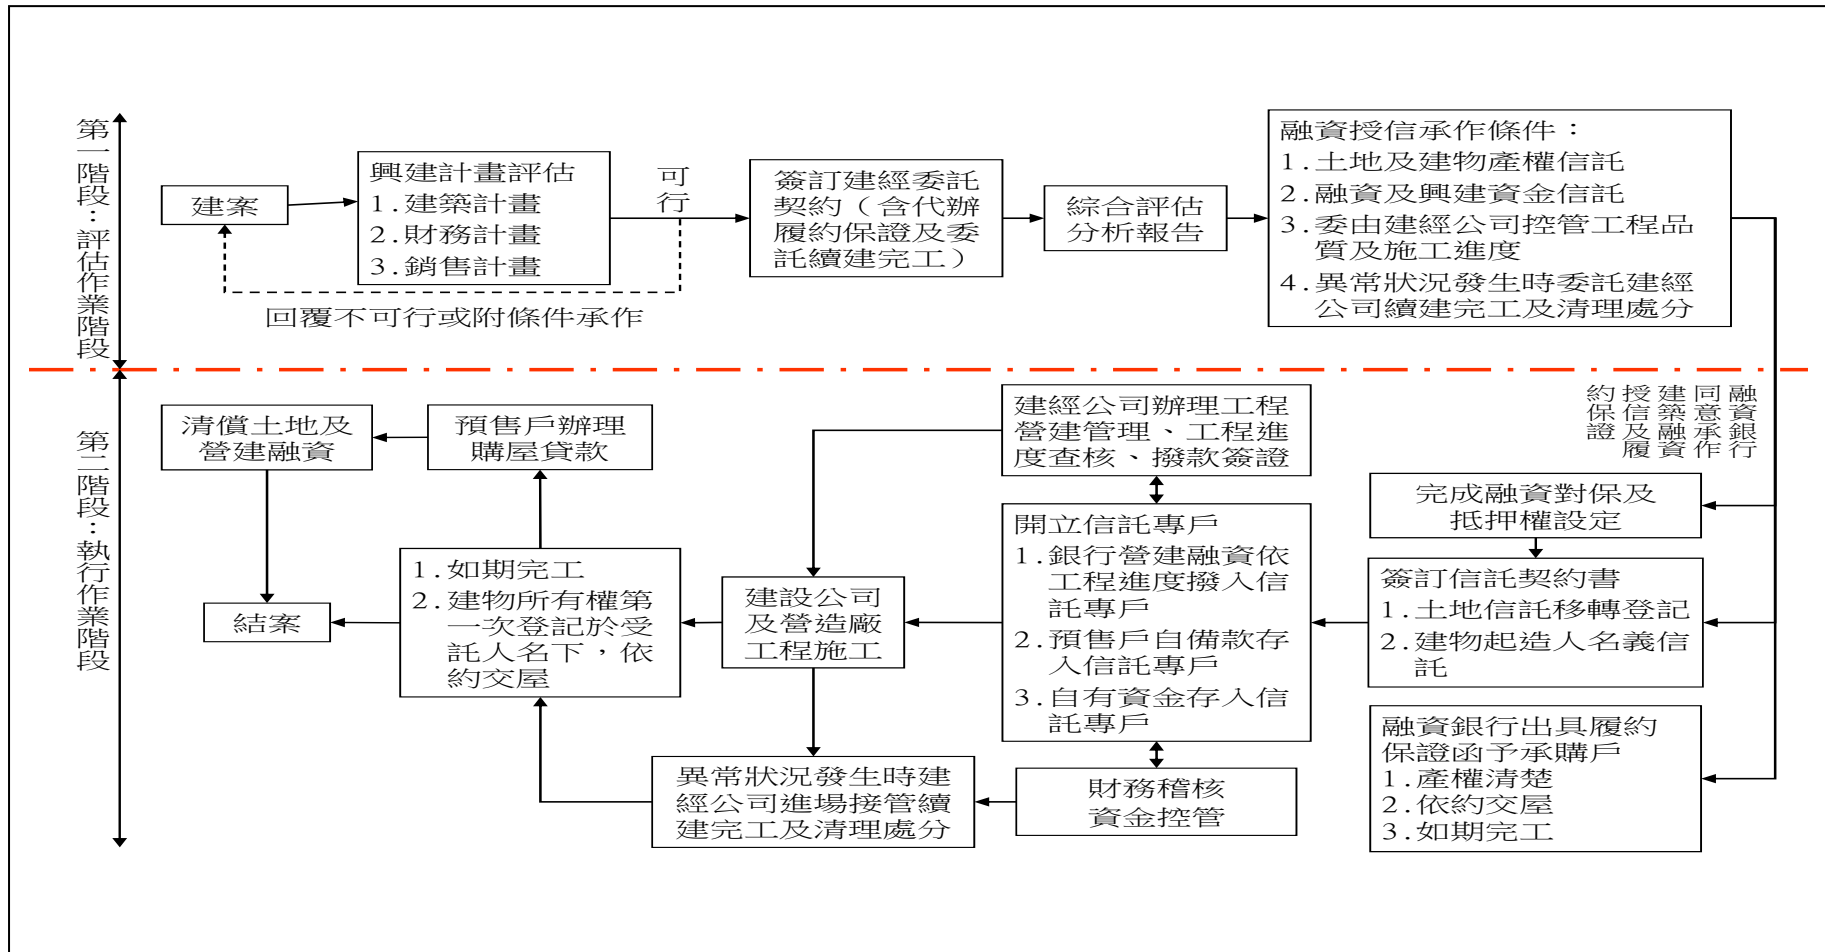 第一階段：評估作業階段
建案
興建計畫評估
1.建築計畫
2.財務計畫
3.銷售計畫
可行
回覆不可行或附條件承作
簽訂建經委託
契約（含代辦
履約保證及委
託續建完工）
綜合評估
分析報告
融資授信承作條件：
1.土地及建物產權信託
2.融資及興建資金信託
3.委由建經公司控管工程品
質及施工進度
4.異常狀況發生時委託建經
公司續建完工及清理處分
第二階段：執行作業階段
融資銀行
同意承作
建築融資
授信及履
約保證
完成融資對保及
抵押權設定
簽訂信託契約書
1.土地信託移轉登記
2.建物起造人名義信
託
融資銀行出具履約
保證函予承購戶
1.產權清楚
2.依約交屋
3.如期完工
建經公司辦理工程
營建管理、工程進
度查核、撥款簽證
開立信託專戶
1.銀行營建融資依
工程進度撥入信
託專戶
2.預售戶自備款存
入信託專戶
3.自有資金存入信
託專戶
財務稽核
資金控管
建設公司
及營造廠
工程施工
異常狀況發生時建
經公司進場接管續
建完工及清理處分
1.如期完工
2.建物所有權第
一次登記於受
託人名下，依
約交屋
預售戶辦理
購屋貸款
清償土地及
營建融資
結案